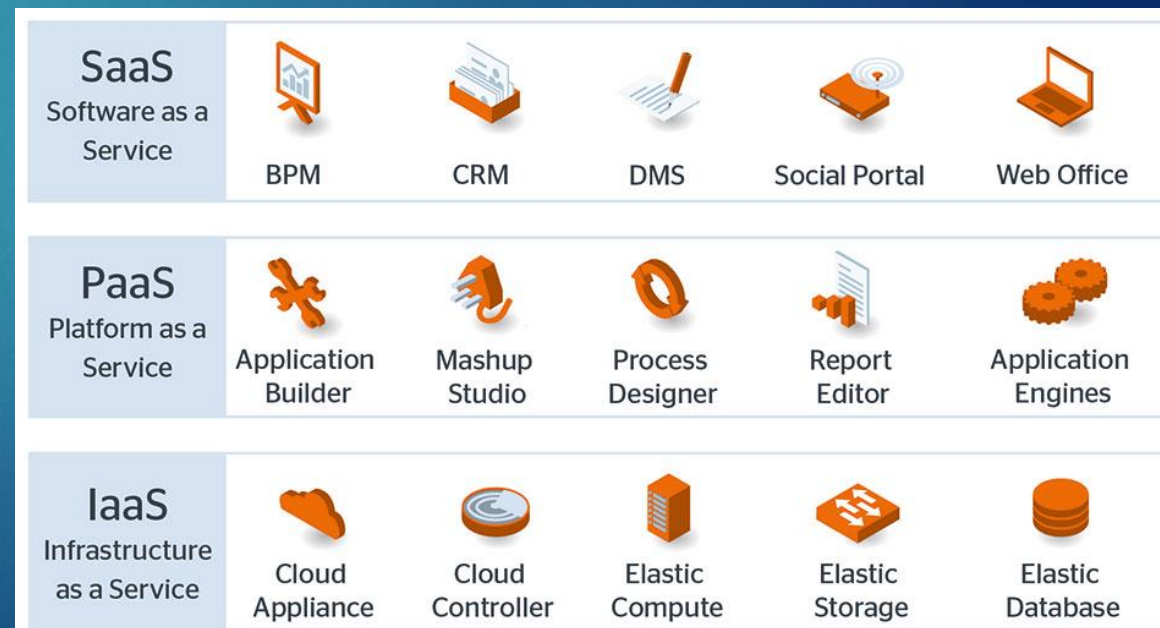 SaaS
Software as a
Service
BPM
CRM
DMS
Social Portal
Web Office
PaaS
Platform as a
Service
Application
Builder
Mashup
Studio
Process
Designer
Report
Editor
Application
Engines
IaaS
Infrastructure
as a Service
Cloud
Appliance
Cloud
Controller
Elastic
Compute
Elastic
Storage
Elastic
Database